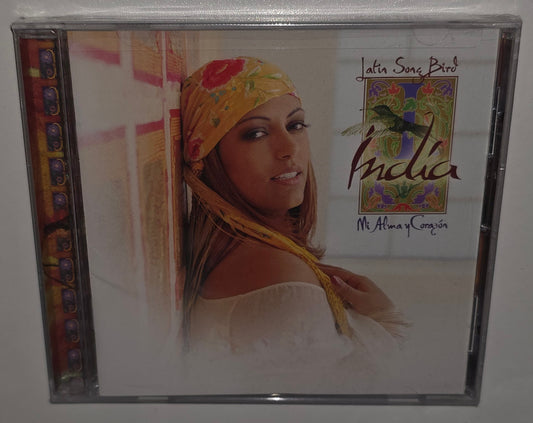 Latin Song Bird
India
Mi Alma y Corazón